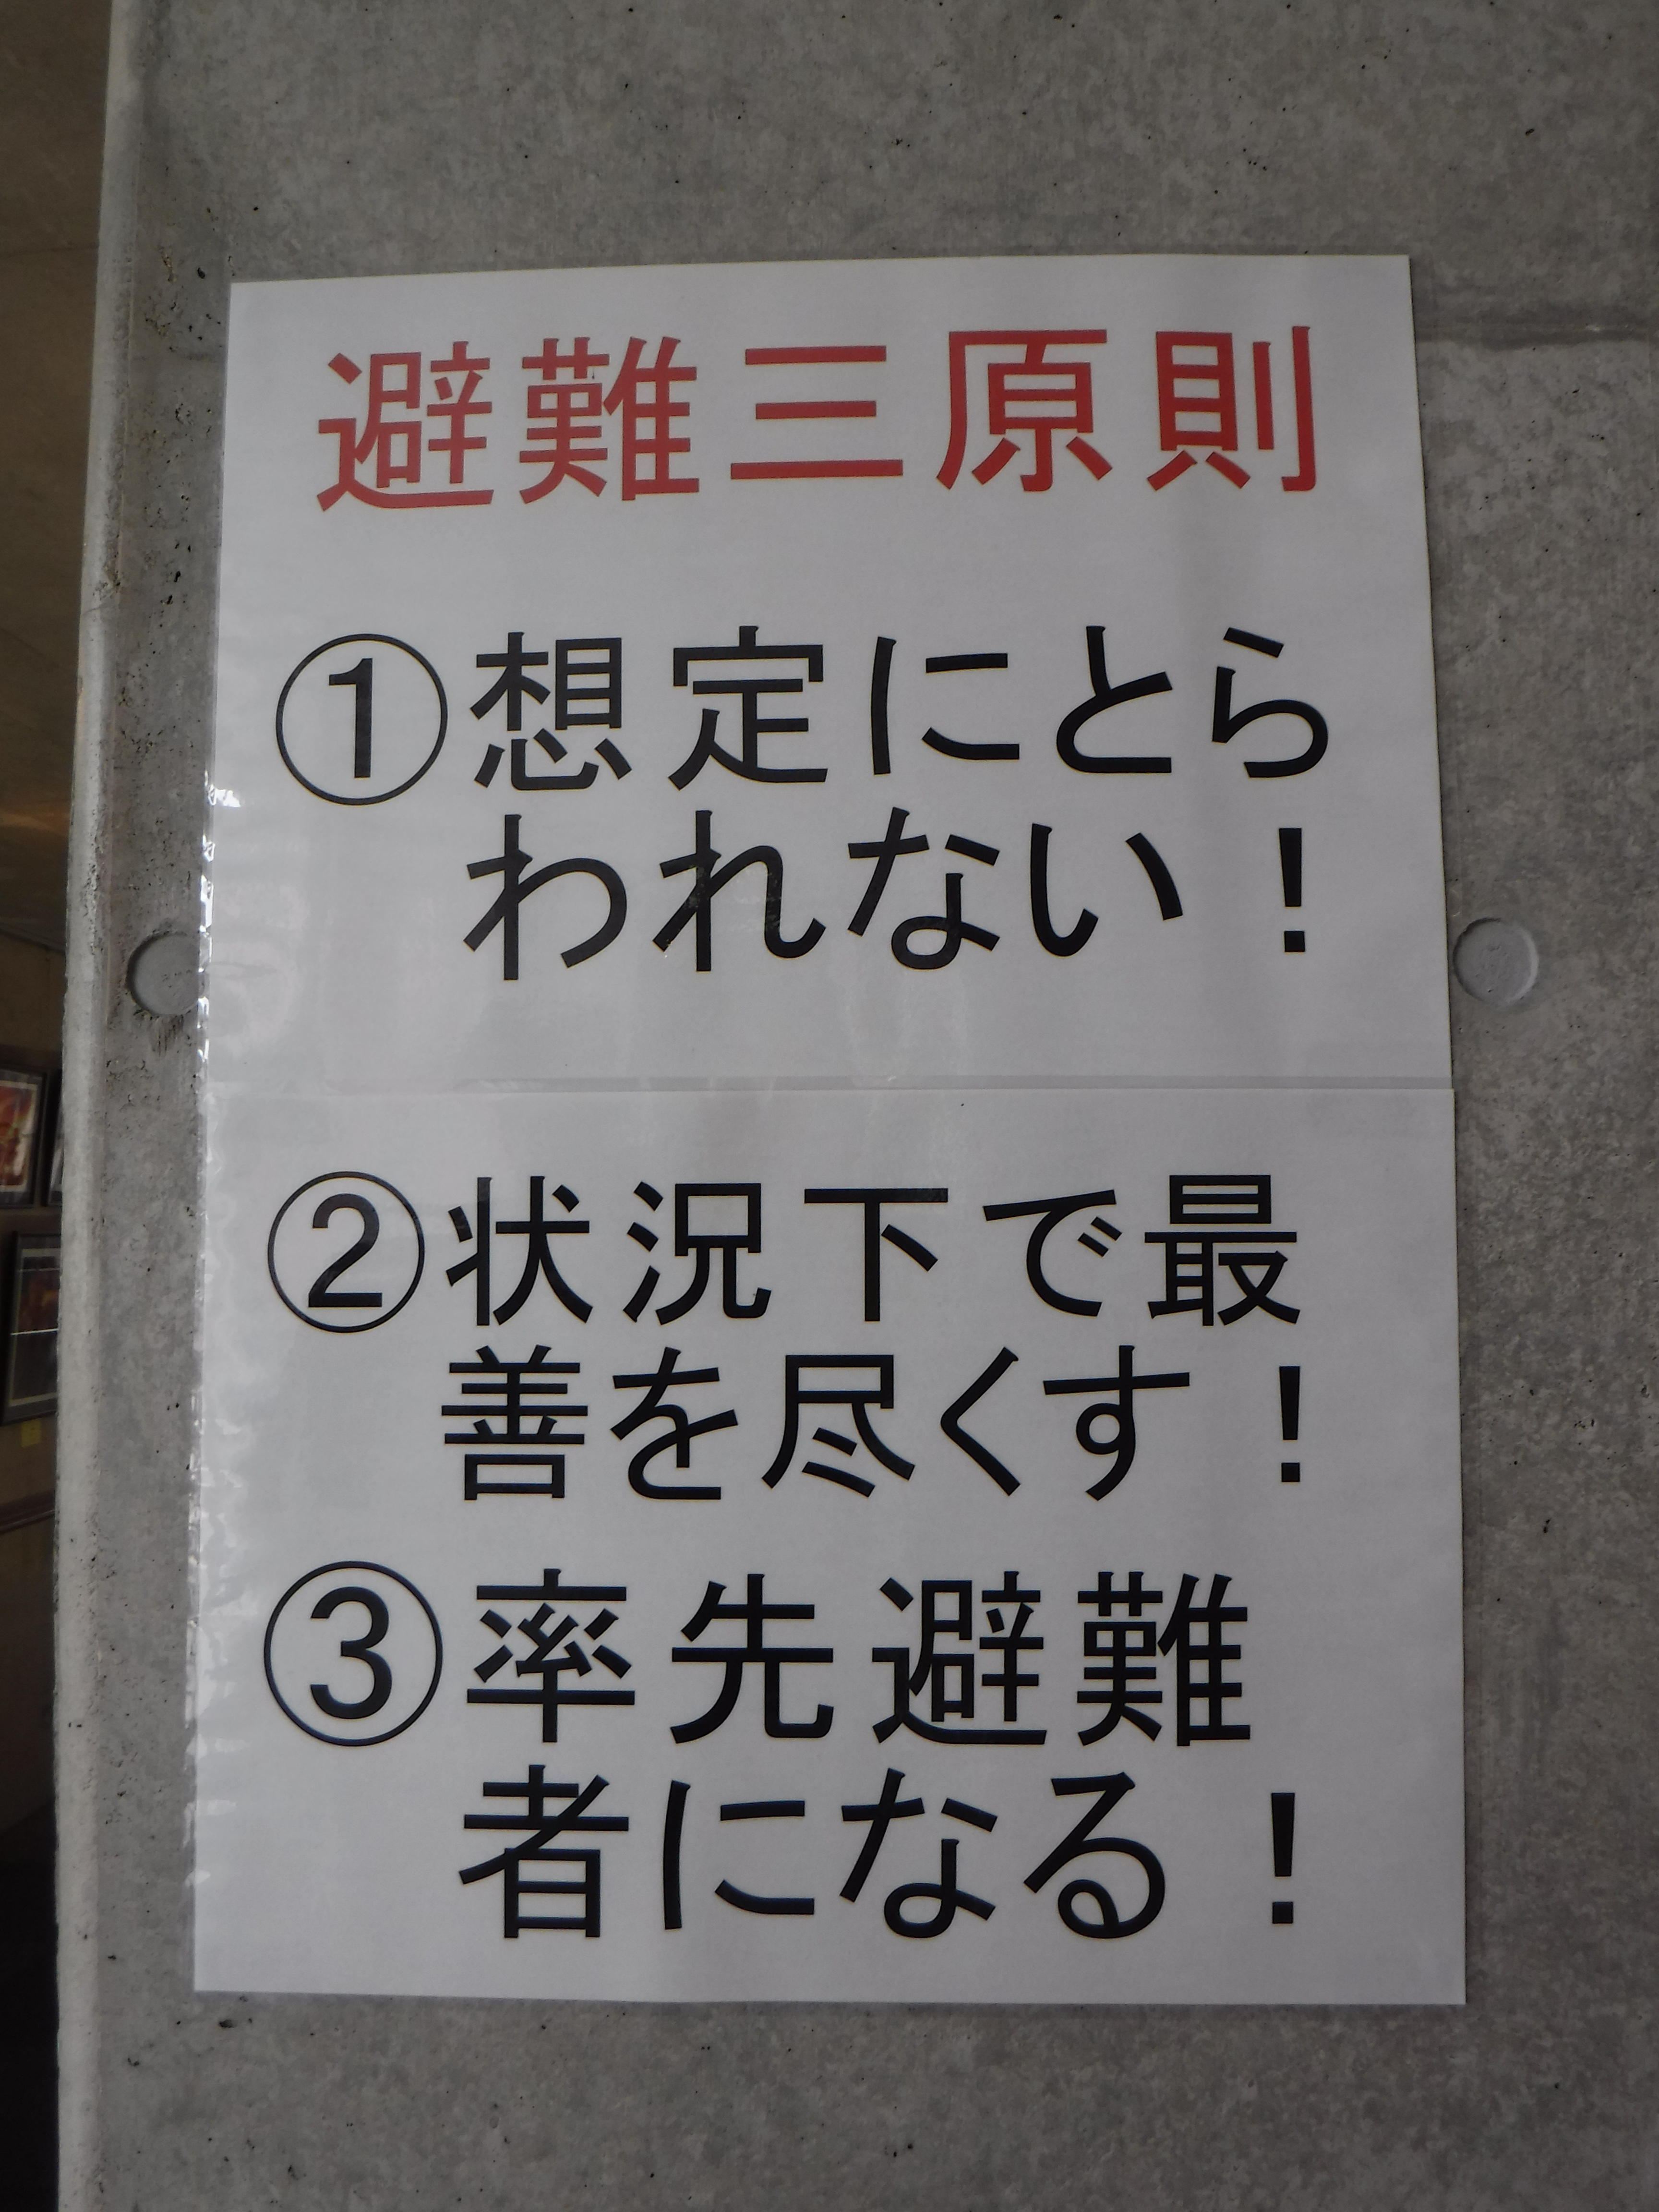 避難三原則
①想定にとら
われない！
②状況下で最
善を尽くす！
③率先避難
者になる！